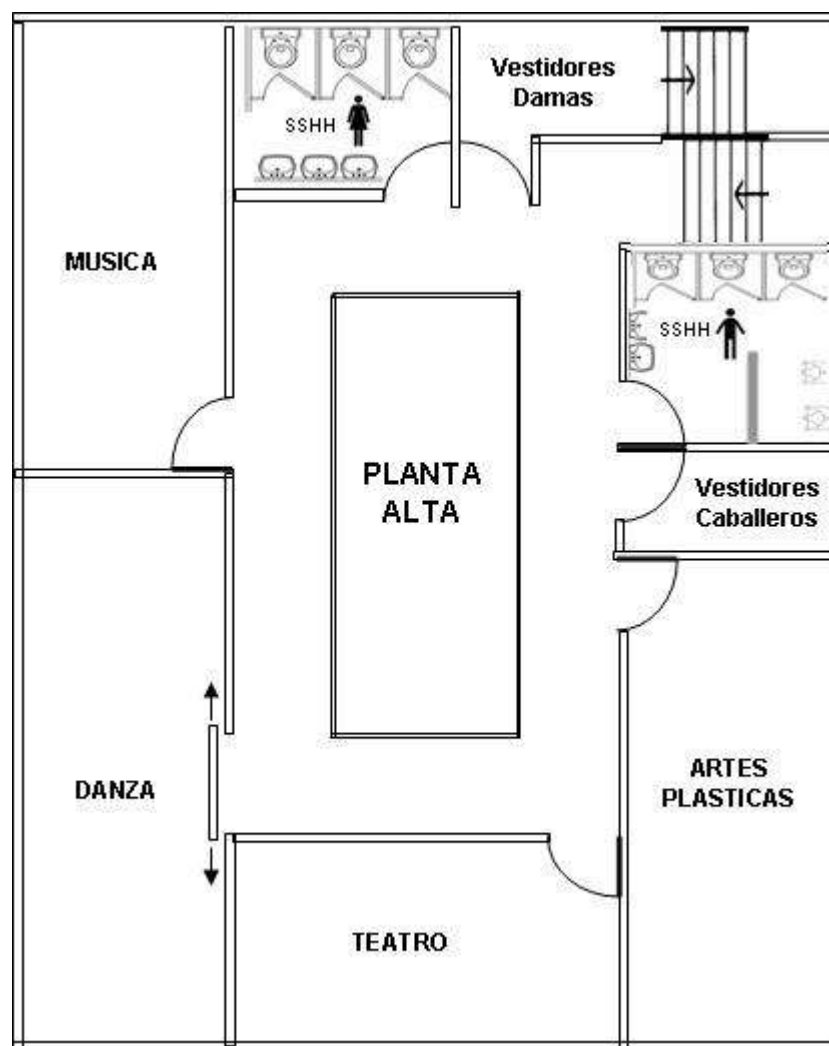 Vestidores
Damas
SSHH
MUSICA
SSHH
PLANTA
ALTA
Vestidores
Caballeros
DANZA
ARTES
PLASTICAS
TEATRO